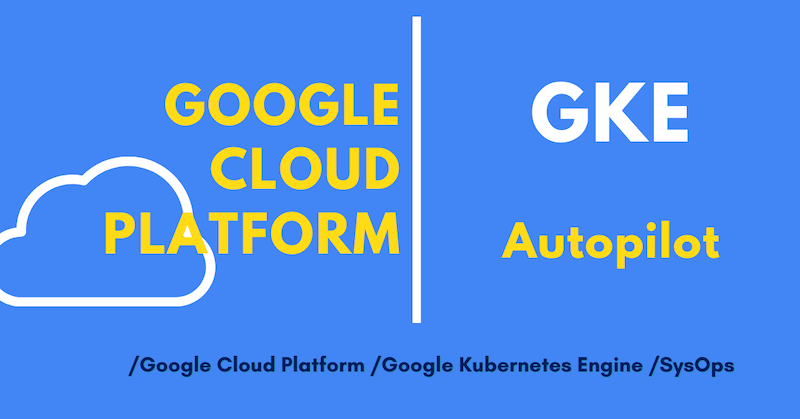 GOOGLE
CLOUD
PLATFORM
GKE
Autopilot
/Google Cloud Platform /Google Kubernetes Engine /SysOps